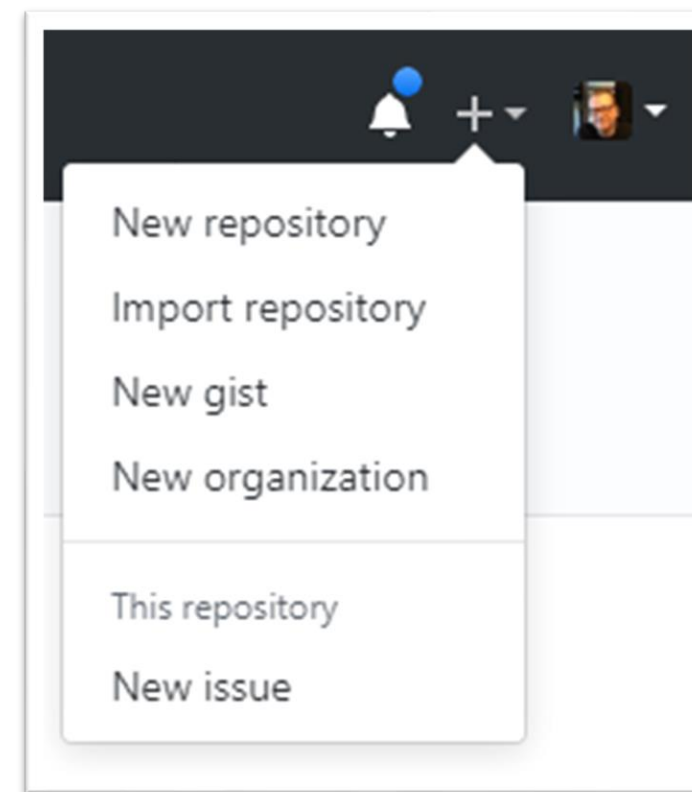 New repository
Import repository
New gist
New organization
This repository
New issue